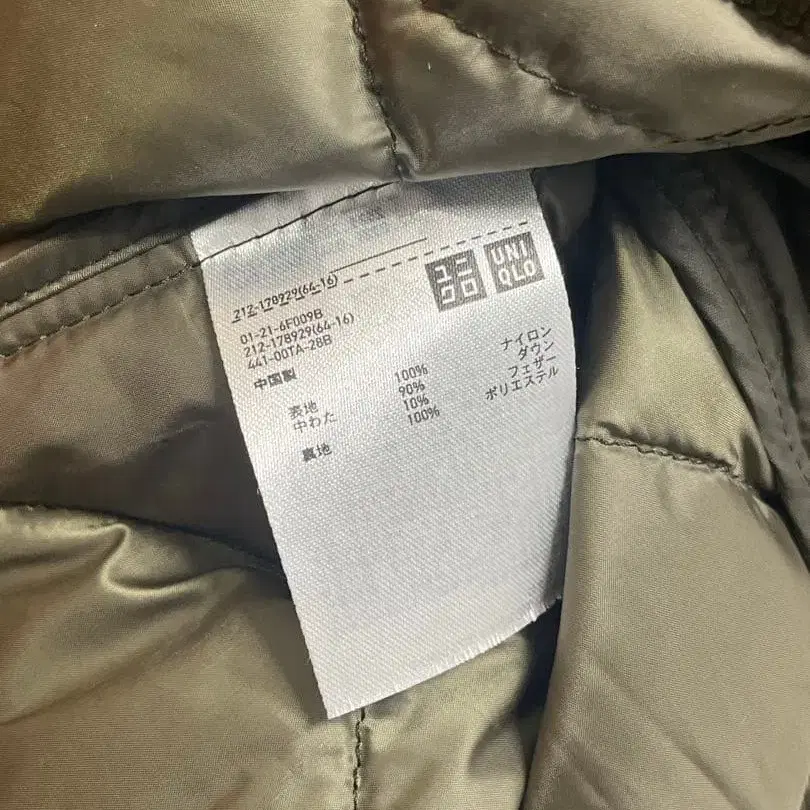 212-178929(64-16)
ユニクロ UNIQLO
01-21-6F009B
212-178929(64-16)
441-00TA-28B
中国製
表地 100% ナイロン
中わた 90% ダウン
10% フェザー
裏地 100% ポリエステル